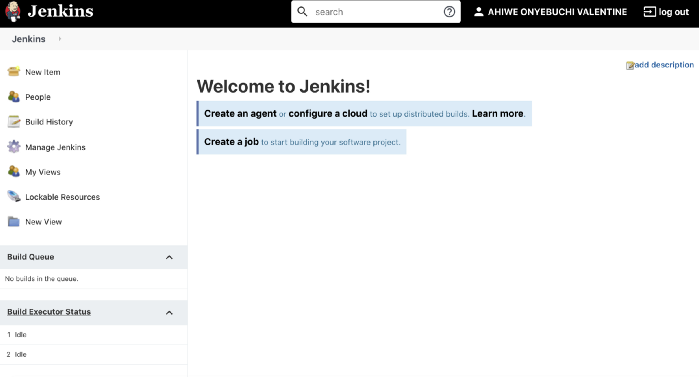 Jenkins
search
AHIWE ONYEBUCHI VALENTINE
log out
Jenkins
add description
New Item
People
Build History
Manage Jenkins
My Views
Lockable Resources
New View
Build Queue
No builds in the queue.
Build Executor Status
1 Idle
2 Idle
Welcome to Jenkins!
Create an agent or configure a cloud to set up distributed builds. Learn more.
Create a job to start building your software project.